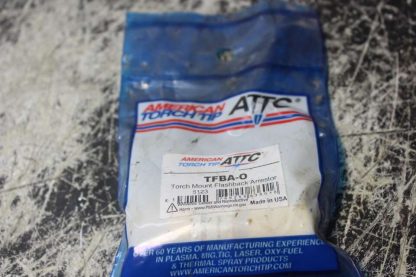 AMERICAN
TORCH TIP
ATTC®
AMERICAN
TORCH TIP
ATTC®
TFBA-O
Torch Mount Flashback Arrestor
Made in USA
OVER 60 YEARS OF MANUFACTURING EXPERIENCE
IN PLASMA, MIG, TIG, LASER, OXY-FUEL
& THERMAL SPRAY PRODUCTS
WWW.AMERICANTORCHTIP.COM